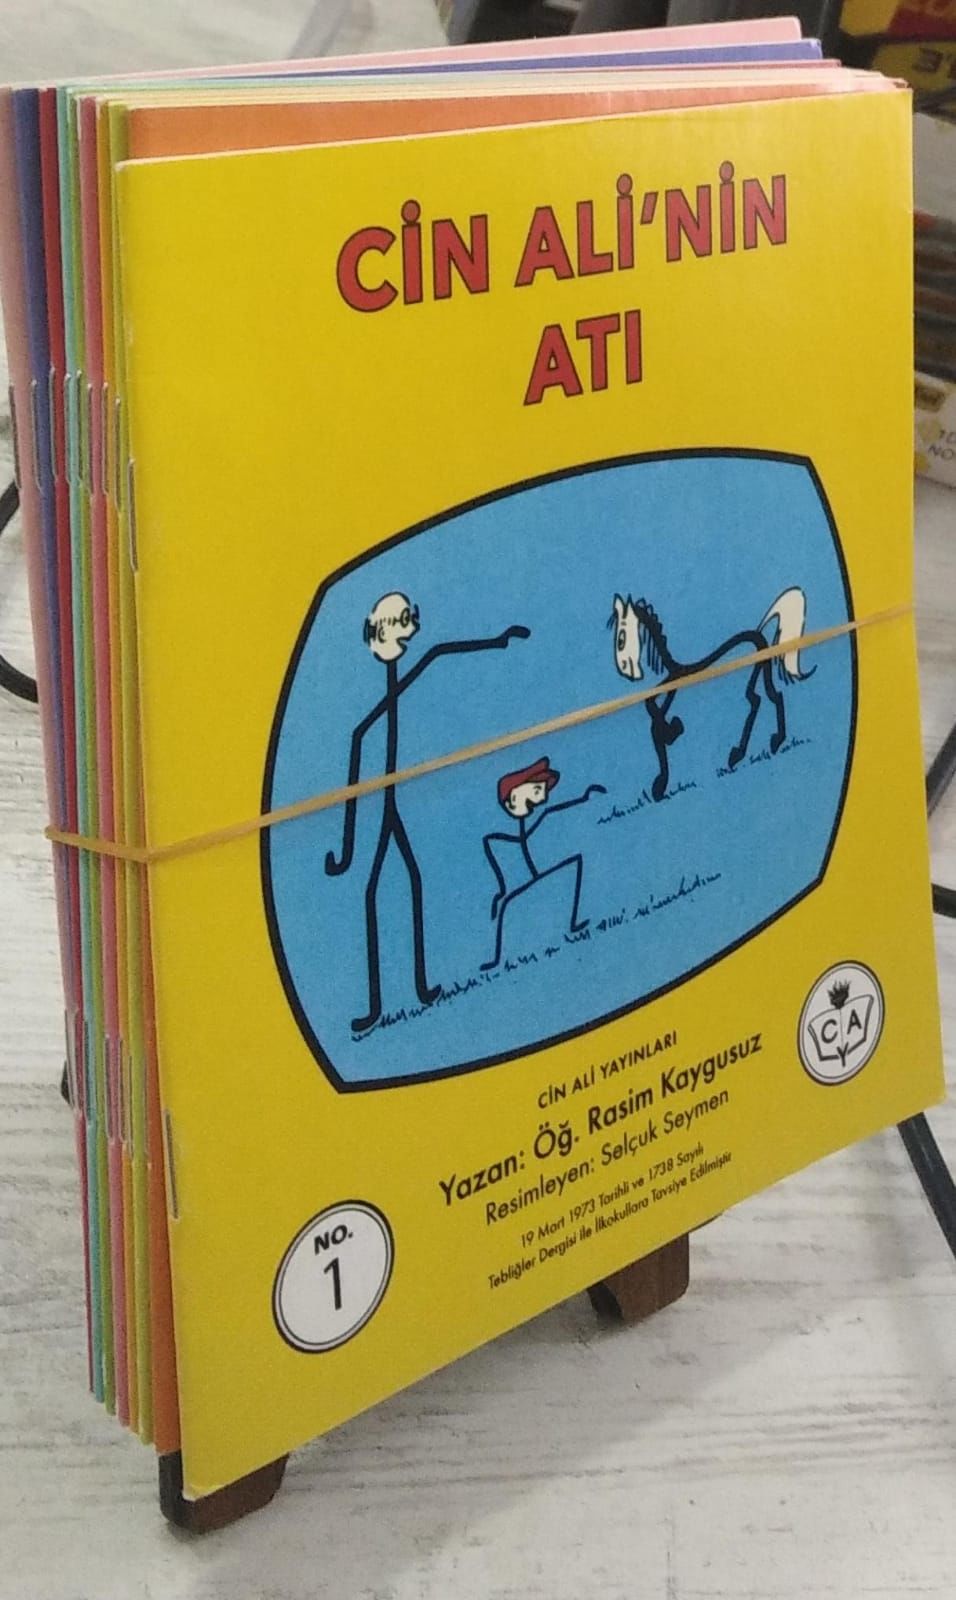 CİN ALİ'NİN
ATI
CİN ALİ YAYINLARI
Yazan: Öğ. Rasim Kaygusuz
Resimleyen: Selçuk Seymen
19 Mart 1973 Tarihli ve 1738 Sayılı
Tebliğler Dergisi ile İlkokullara Tavsiye Edilmiştir
C A
Y
NO.
1